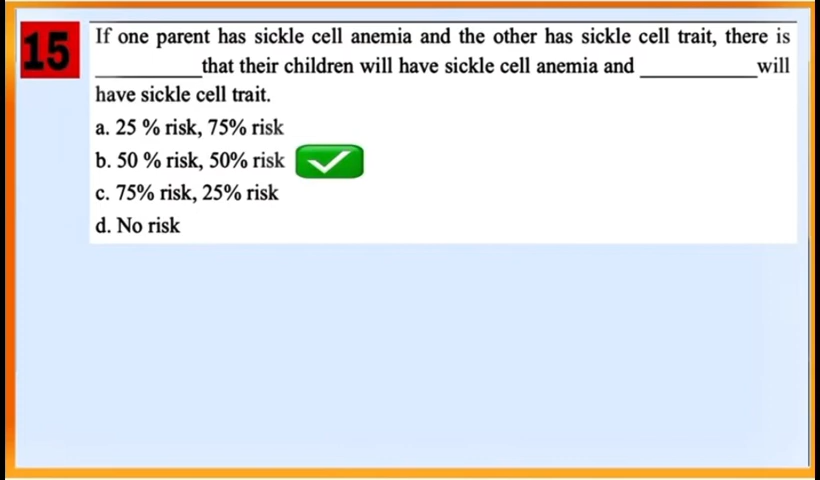 15
If one parent has sickle cell anemia and the other has sickle cell trait, there is
__________that their children will have sickle cell anemia and ___________will
have sickle cell trait.
a. 25 % risk, 75% risk
b. 50 % risk, 50% risk
c. 75% risk, 25% risk
d. No risk